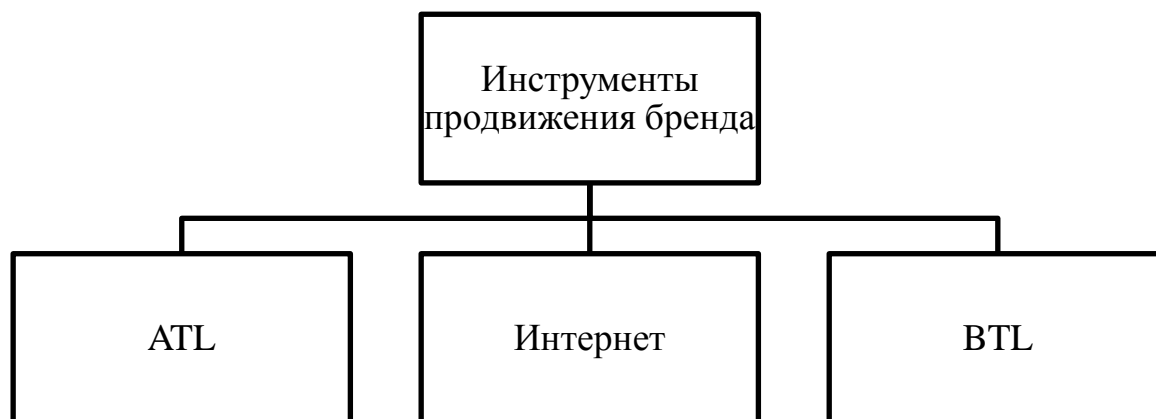 Инструменты
продвижения бренда
ATL
Интернет
BTL